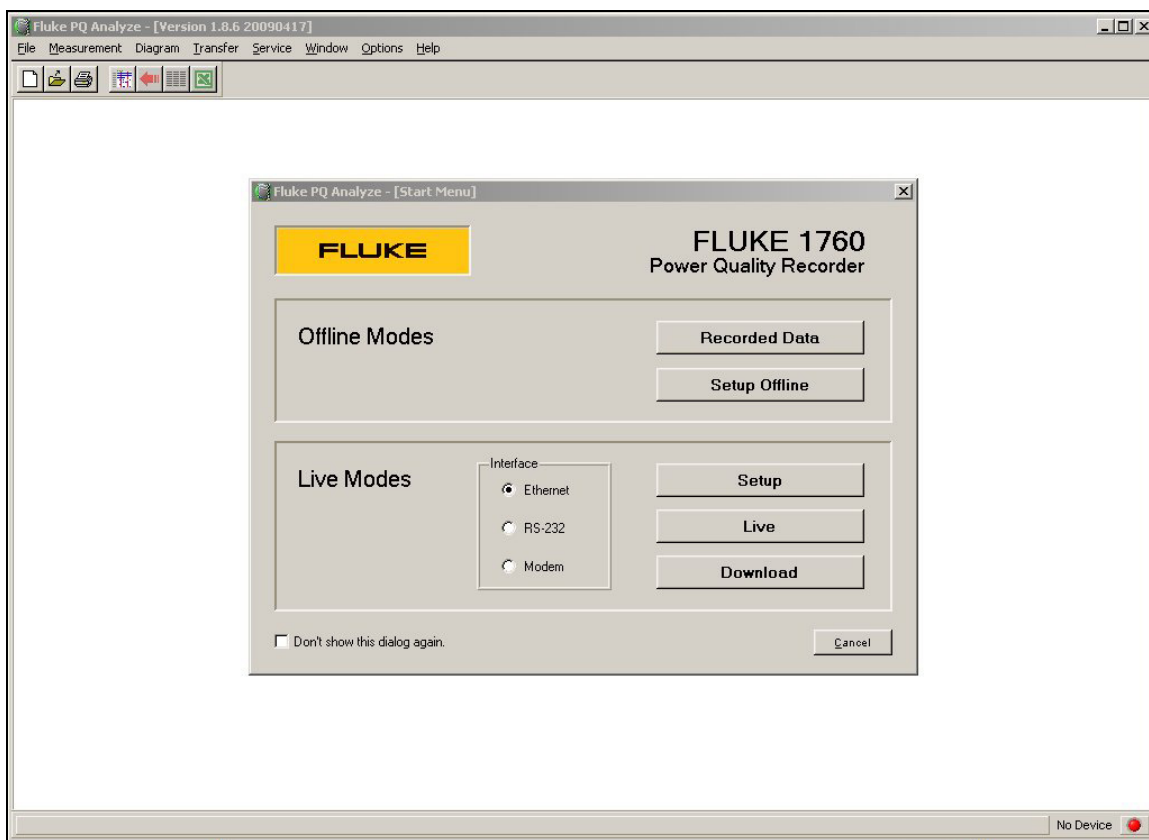 Fluke PQ Analyze - [Version 1.8.6 20090417]
File Measurement Diagram Transfer Service Window Options Help
Fluke PQ Analyze - [Start Menu]
FLUKE
FLUKE 1760
Power Quality Recorder
Offline Modes
Recorded Data
Setup Offline
Live Modes
Interface
Ethernet
RS-232
Modem
Setup
Live
Download
Don't show this dialog again.
Cancel
No Device